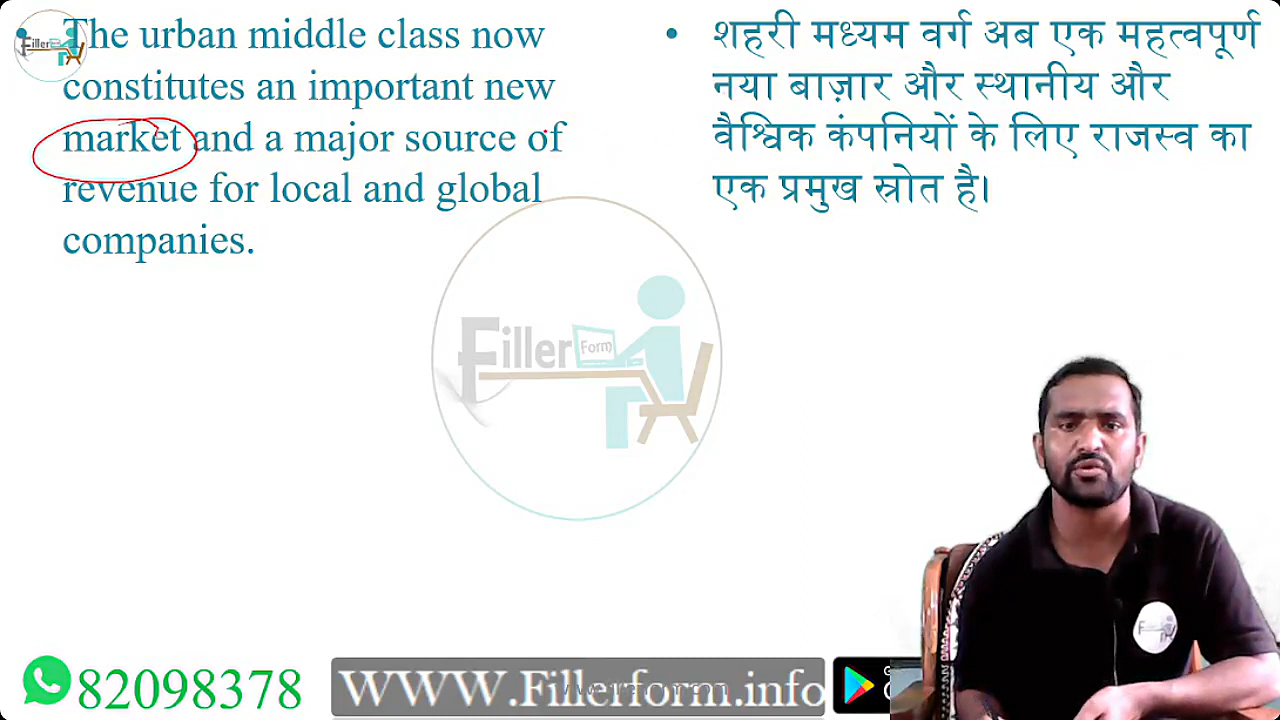 The urban middle class now
constitutes an important new
market and a major source of
revenue for local and global
companies.
शहरी मध्यम वर्ग अब एक महत्वपूर्ण
नया बाज़ार और स्थानीय और
वैश्विक कंपनियों के लिए राजस्व का
एक प्रमुख स्रोत है।
Filler Form
82098378
WWW.Fillerform.info